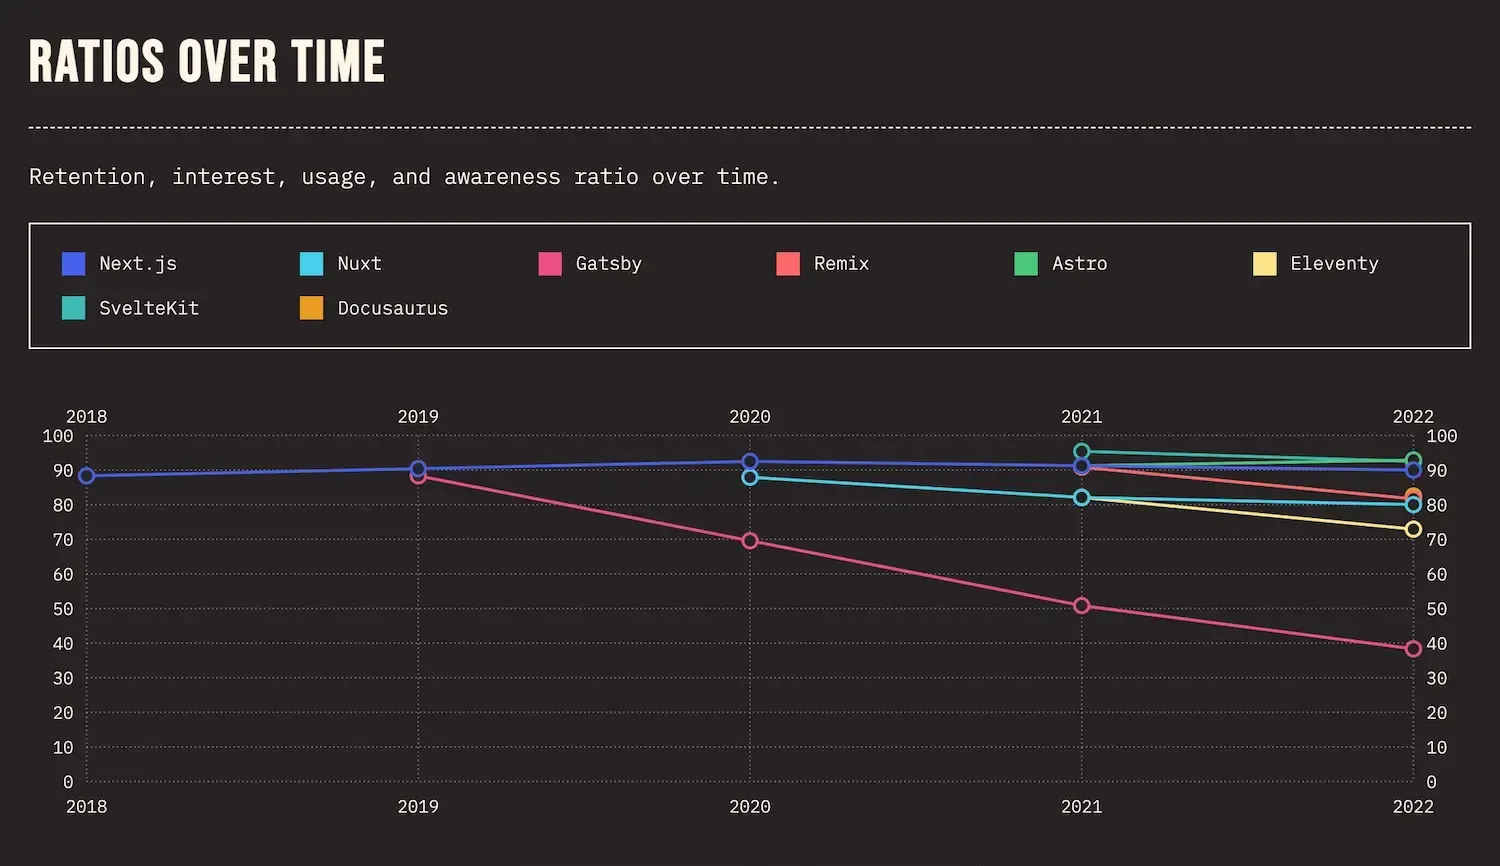 RATIOS OVER TIME
Retention, interest, usage, and awareness ratio over time.
Next.js Nuxt Gatsby Remix Astro Eleventy
SvelteKit Docusaurus
2018 2019 2020 2021 2022
100 100
90 90
80 80
70 70
60 60
50 50
40 40
30 30
20 20
10 10
0 0
2018 2019 2020 2021 2022